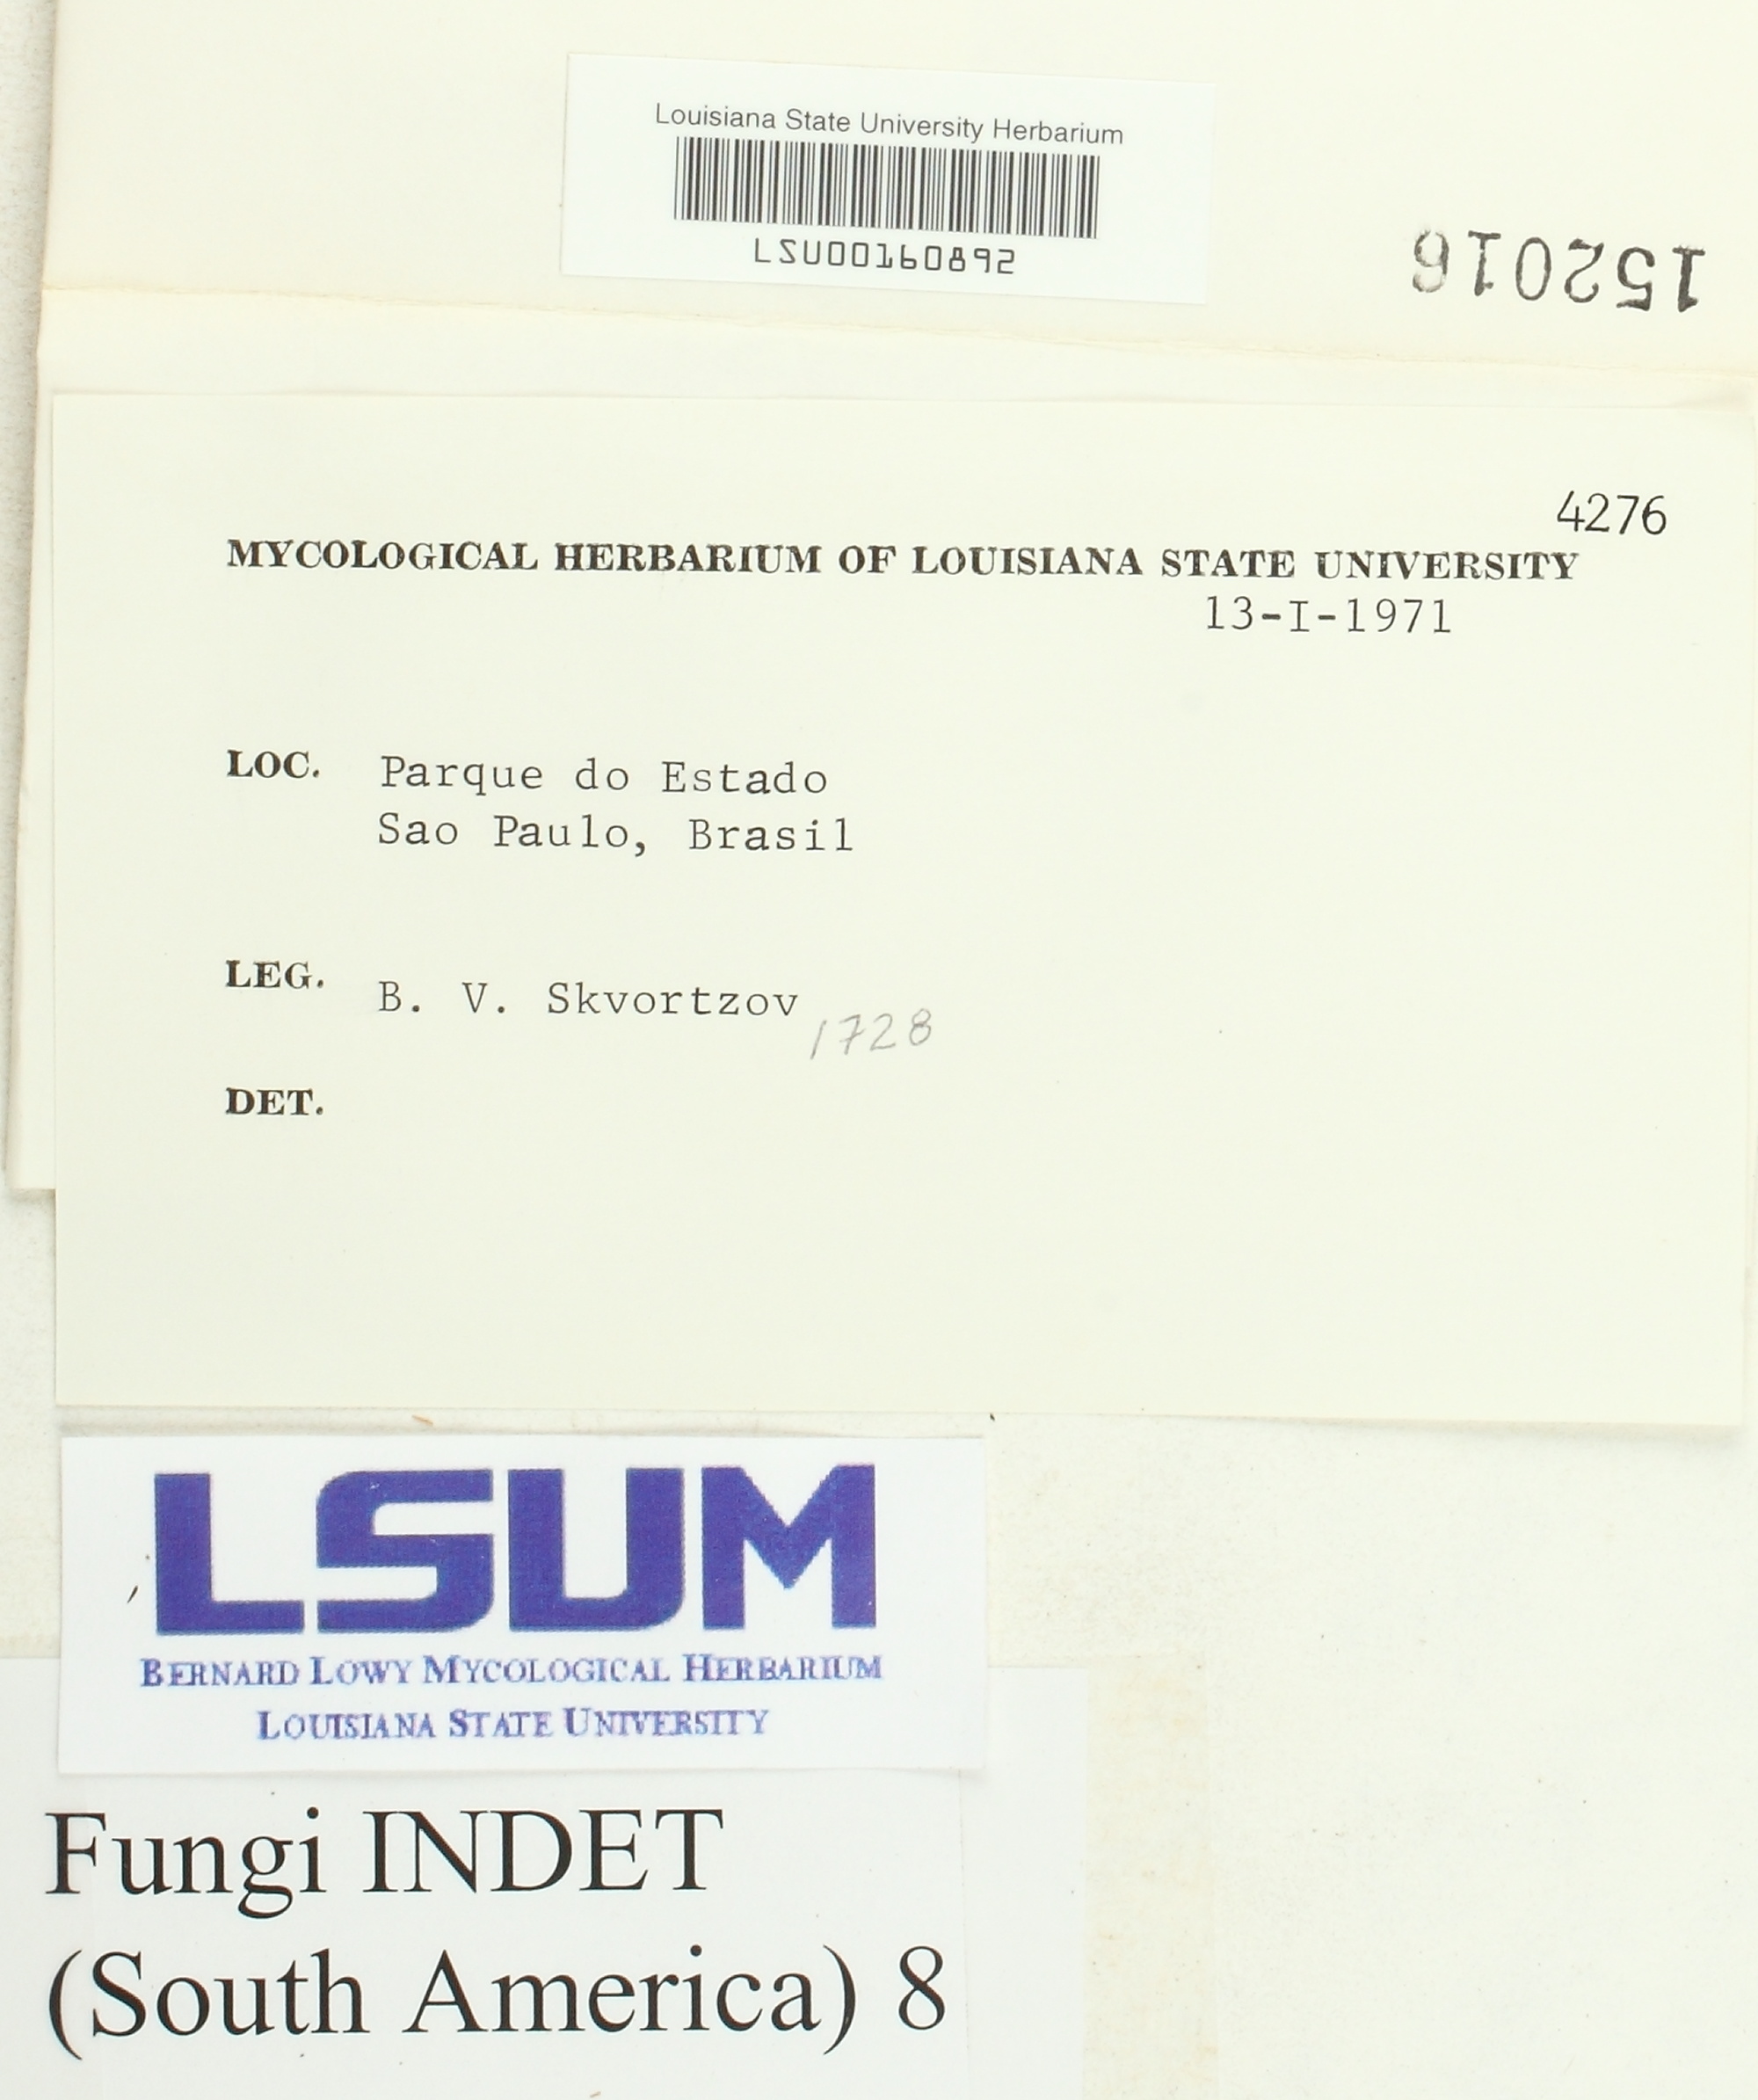 Louisiana State University Herbarium
LSU00160892
152016
4276
MYCOLOGICAL HERBARIUM OF LOUISIANA STATE UNIVERSITY
13-I-1971
LOC. Parque do Estado
Sao Paulo, Brasil
LEG. B. V. Skvortzov 1728
DET.
LSUM
BERNARD LOWY MYCOLOGICAL HERBARIUM
LOUISIANA STATE UNIVERSITY
Fungi INDET
(South America) 8